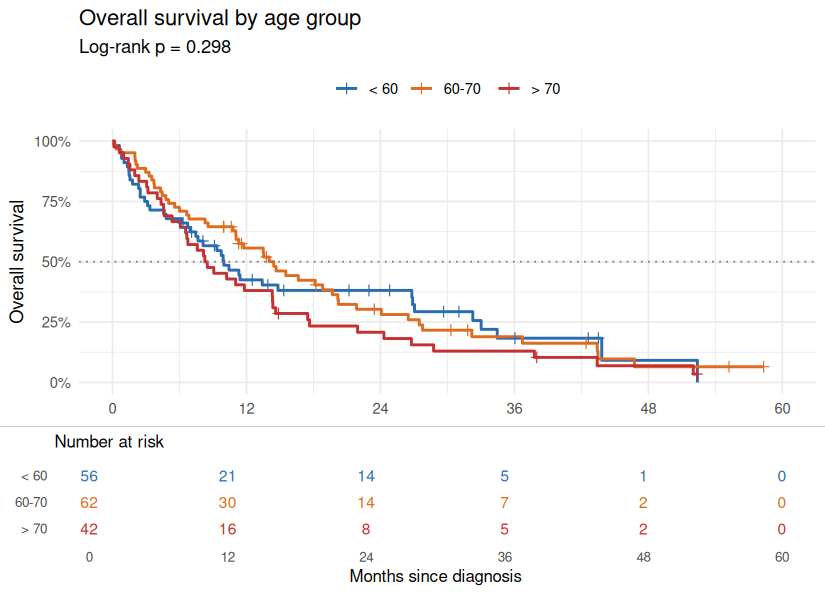 Overall survival by age group
Log-rank p = 0.298
< 60 60-70 > 70
100%
75%
50%
25%
0%
Overall survival
0 12 24 36 48 60
Number at risk
< 60 56 21 14 5 1 0
60-70 62 30 14 7 2 0
> 70 42 16 8 5 2 0
0 12 24 36 48 60
Months since diagnosis